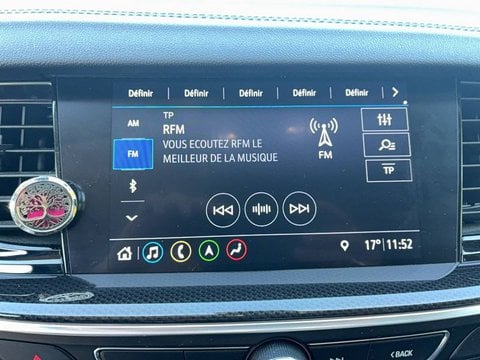 Définir Définir Définir Définir Définir
AM
TP
RFM
FM
VOUS ECOUTEZ RFM LE
MEILLEUR DE LA MUSIQUE
FM
TP
17° 11:52
BACK